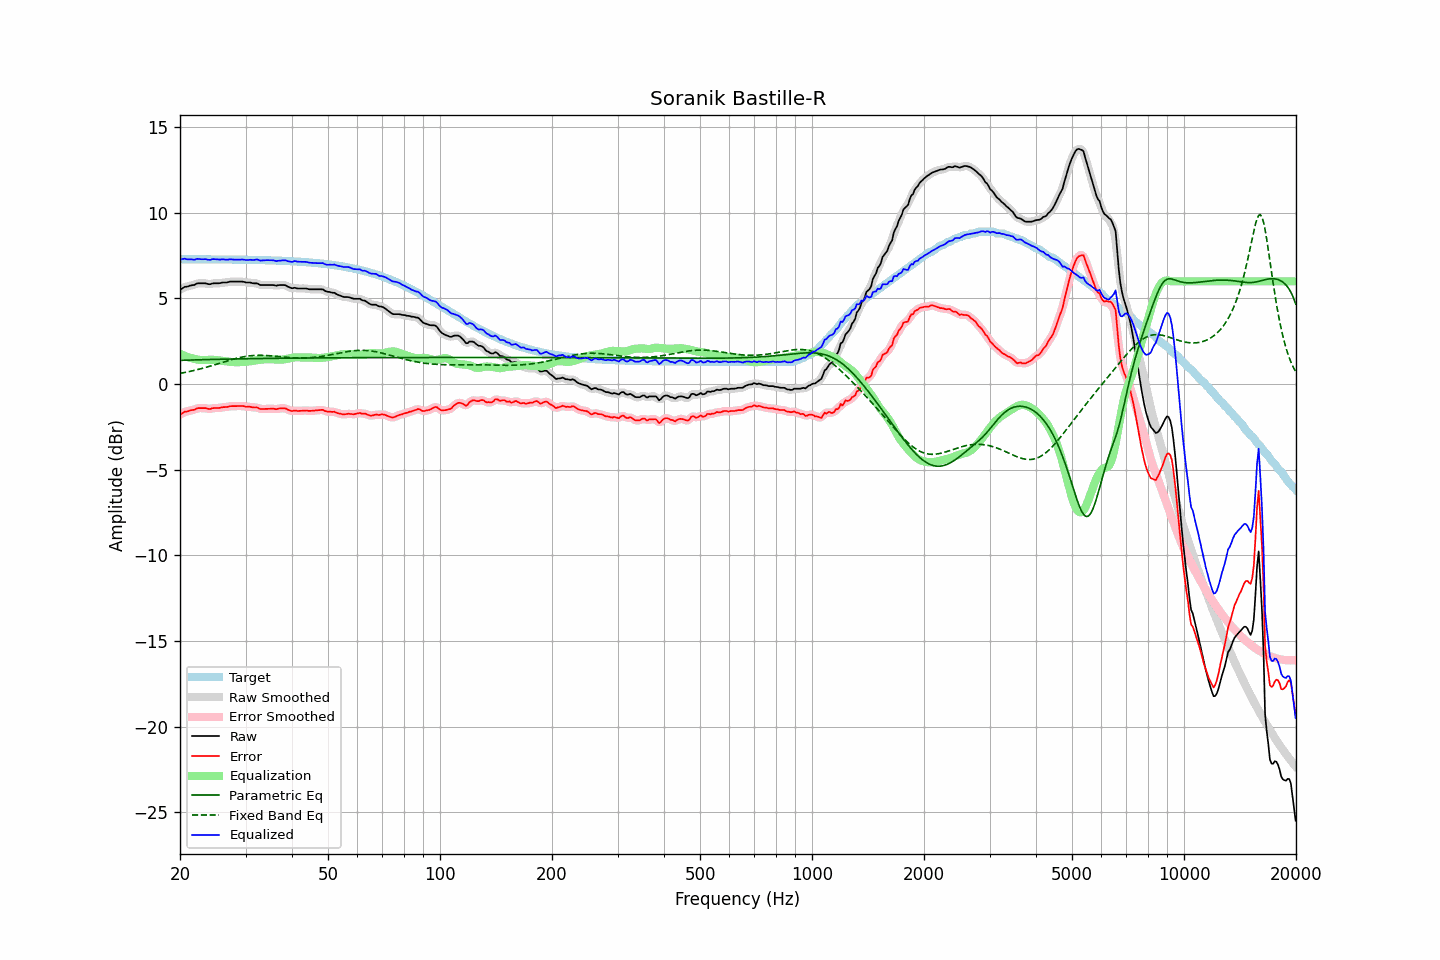 Soranik Bastille-R
15
10
5
0
−5
−10
−15
−20
−25
Amplitude (dBr)
Target
Raw Smoothed
Error Smoothed
Raw
Error
Equalization
Parametric Eq
Fixed Band Eq
Equalized
20 50 100 200 500 1000 2000 5000 10000 20000
Frequency (Hz)